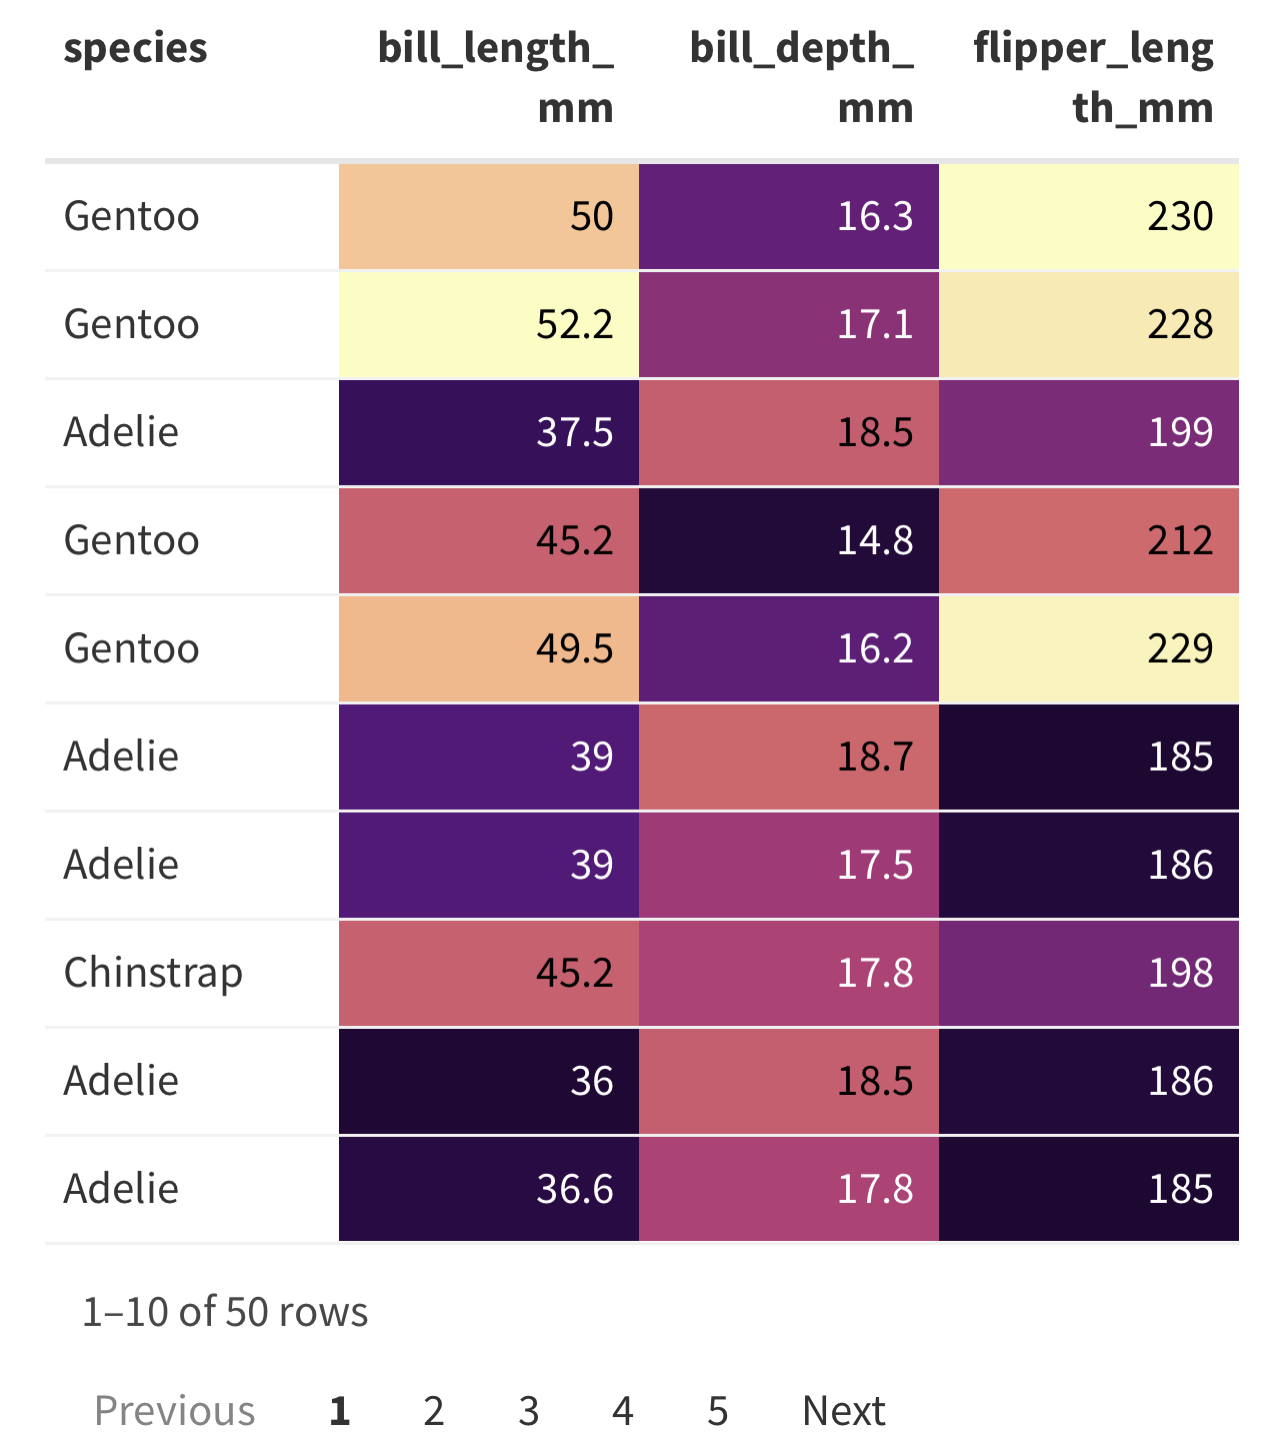 species bill_length_ bill_depth_ flipper_leng
mm mm th_mm
Gentoo 50 16.3 230
Gentoo 52.2 17.1 228
Adelie 37.5 18.5 199
Gentoo 45.2 14.8 212
Gentoo 49.5 16.2 229
Adelie 39 18.7 185
Adelie 39 17.5 186
Chinstrap 45.2 17.8 198
Adelie 36 18.5 186
Adelie 36.6 17.8 185
1–10 of 50 rows
Previous 1 2 3 4 5 Next